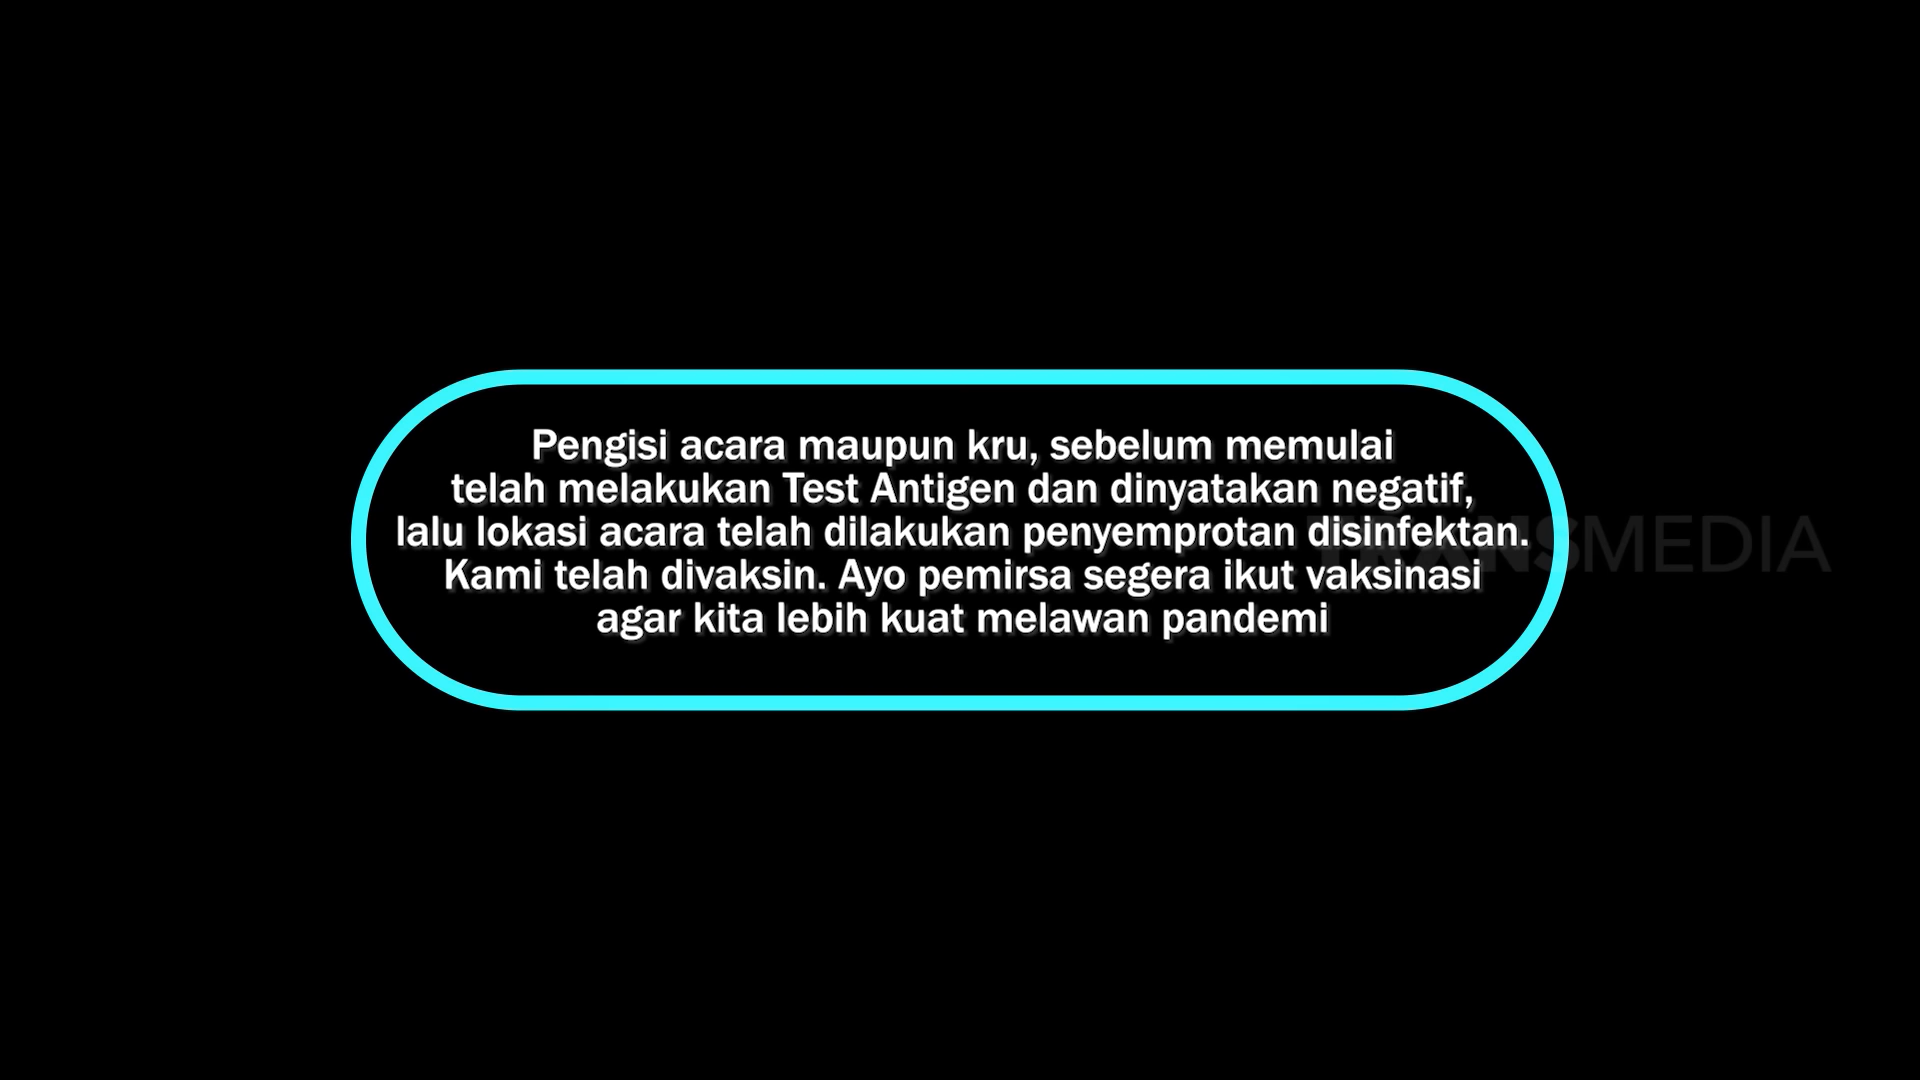 Pengisi acara maupun kru, sebelum memulai
telah melakukan Test Antigen dan dinyatakan negatif,
lalu lokasi acara telah dilakukan penyemprotan disinfektan.
Kami telah divaksin. Ayo pemirsa segera ikut vaksinasi
agar kita lebih kuat melawan pandemi
TRANSMEDIA